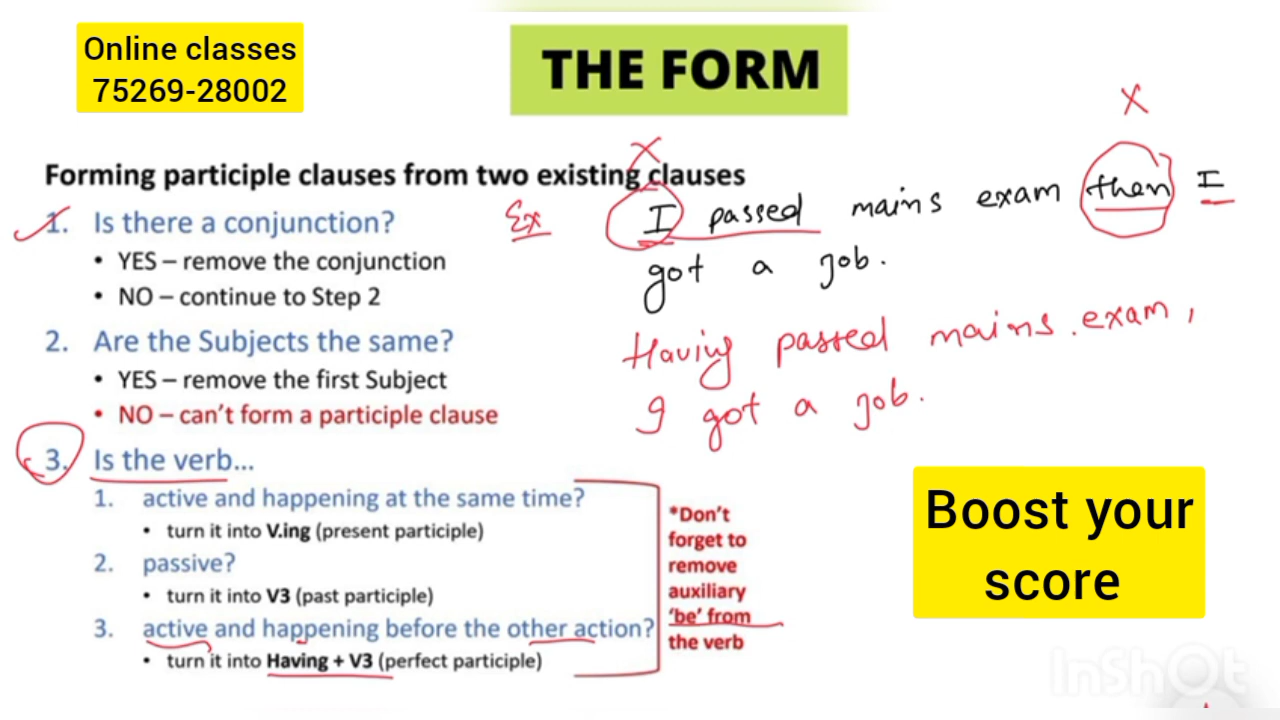 Online classes
75269-28002
THE FORM
Forming participle clauses from two existing clauses
1. Is there a conjunction?
• YES – remove the conjunction
• NO – continue to Step 2
2. Are the Subjects the same?
• YES – remove the first Subject
• NO – can't form a participle clause
3. Is the verb...
1. active and happening at the same time?
• turn it into V.ing (present participle)
2. passive?
• turn it into V3 (past participle)
3. active and happening before the other action?
• turn it into Having + V3 (perfect participle)
*Don't
forget to
remove
auxiliary
'be' from
the verb
X
X
Ex I passed mains exam then I
got a job.
Having passed mains. exam,
I got a job.
Boost your
score
InShOt